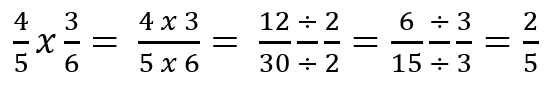 4/5 x 3/6 = 4 x 3/5 x 6 = 12 ÷ 2/30 ÷ 2 = 6 ÷ 3/15 ÷ 3 = 2/5